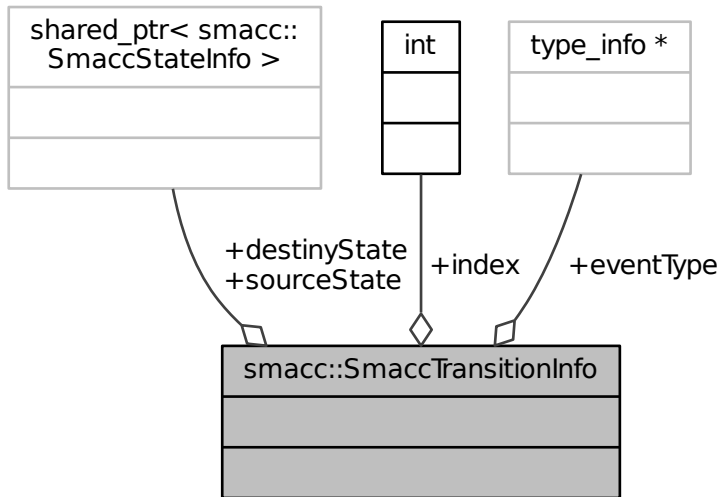 shared_ptr< smacc::
SmaccStateInfo >
int
type_info *
+destinyState
+sourceState
+index
+eventType
smacc::SmaccTransitionInfo